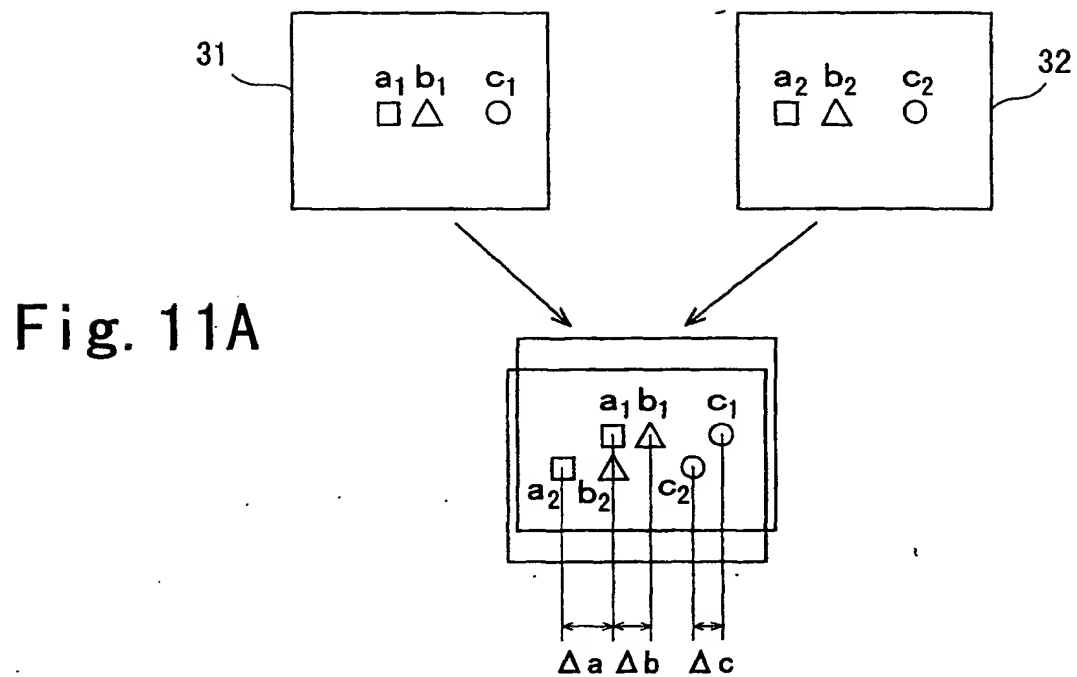 31
a₁ b₁ c₁
a₂ b₂ c₂
32
Fig. 11A
a₁ b₁ c₁
a₂ b₂ c₂
Δa Δb Δc